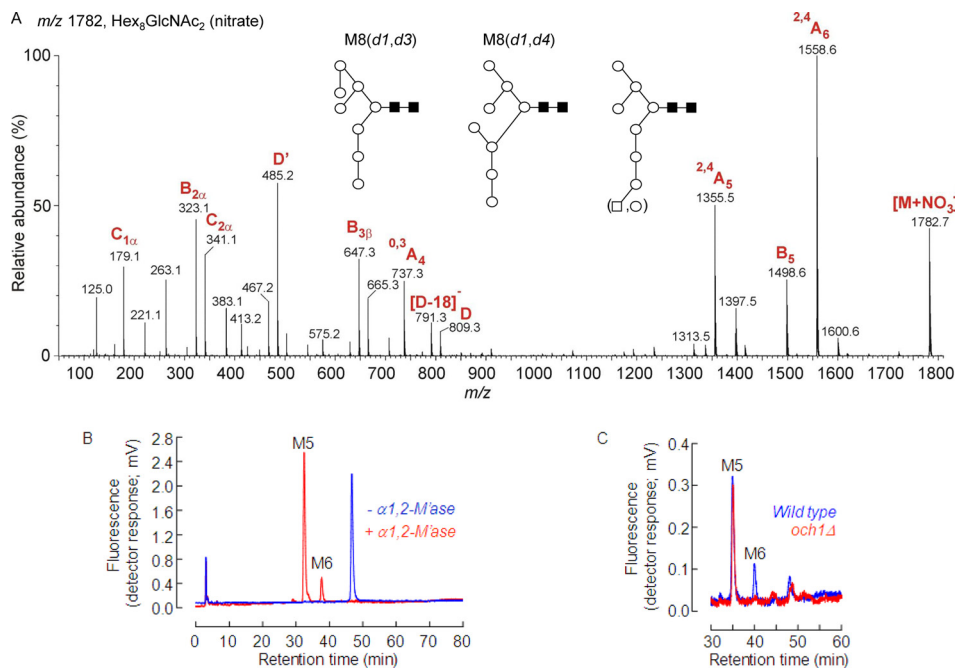 A m/z 1782, Hex₈GlcNAc₂ (nitrate)
M8(d1,d3)
M8(d1,d4)
(□,○)
Relative abundance (%)
100
50
0
125.0
C1α
179.1
221.1
263.1
B2α
323.1
C2α
341.1
383.1
413.2
467.2
D'
485.2
575.2
B3β
647.3
665.3
0,3A4
737.3
[D-18]-
791.3
D
809.3
1313.5
2,4A5
1355.5
1397.5
B5
1498.6
2,4A6
1558.6
1600.6
[M+NO3]-
1782.7
100 200 300 400 500 600 700 800 900 1000 1100 1200 1300 1400 1500 1600 1700 1800
m/z
B
Fluorescence
(detector response; mV)
2.8
2.4
2.0
1.6
1.2
0.8
0.4
0.0
M5
M6
- α1,2-M'ase
+ α1,2-M'ase
0 10 20 30 40 50 60 70 80
Retention time (min)
C
Fluorescence
(detector response; mV)
0.4
0.3
0.2
0.1
0.0
M5
M6
Wild type
och1Δ
30 40 50 60
Retention time (min)